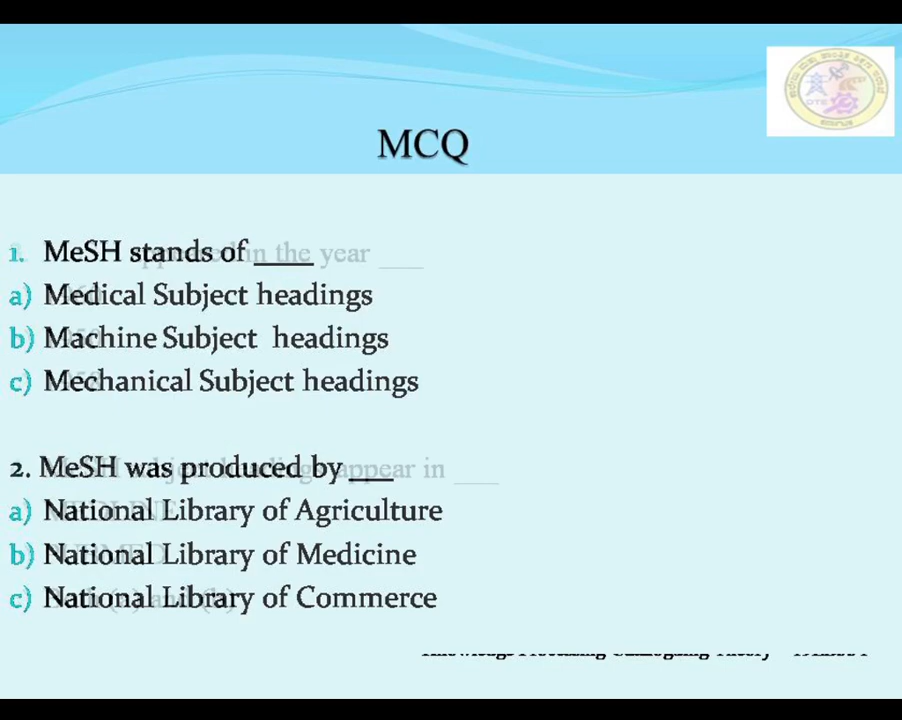 MCQ
1. MeSH stands of ____
a) Medical Subject headings
b) Machine Subject headings
c) Mechanical Subject headings
2. MeSH was produced by ___
a) National Library of Agriculture
b) National Library of Medicine
c) National Library of Commerce